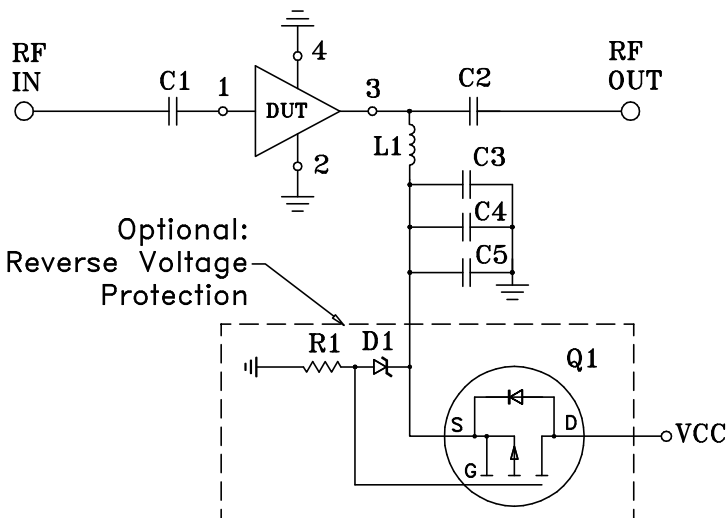 RF
IN
C1
1
4
DUT
2
3
C2
RF
OUT
L1
C3
C4
C5
Optional:
Reverse Voltage
Protection
R1
D1
Q1
S
D
G
VCC